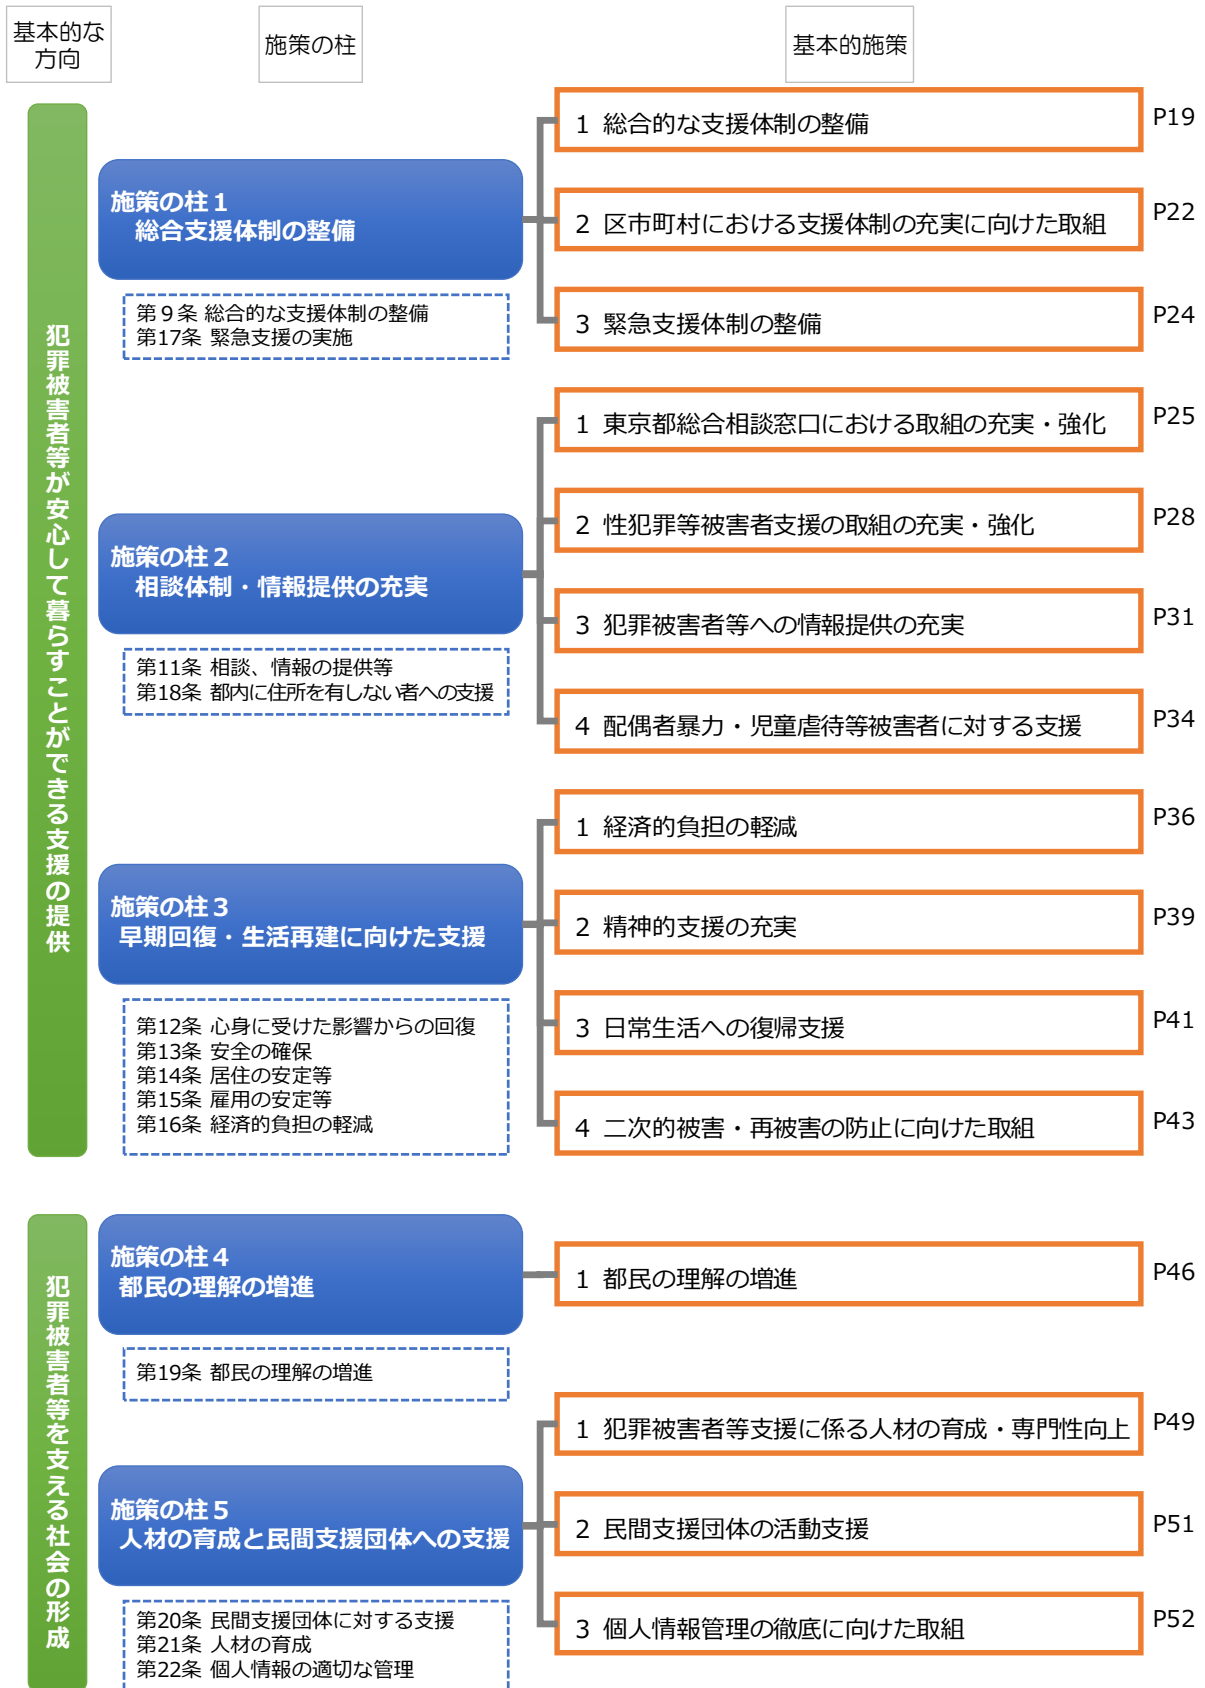 基本的な
方向
施策の柱
基本的施策
犯罪被害者等が安心して暮らすことができる支援の提供
施策の柱１
総合支援体制の整備
第９条 総合的な支援体制の整備
第17条 緊急支援の実施
1 総合的な支援体制の整備
P19
2 区市町村における支援体制の充実に向けた取組
P22
3 緊急支援体制の整備
P24
施策の柱２
相談体制・情報提供の充実
第11条 相談、情報の提供等
第18条 都内に住所を有しない者への支援
1 東京都総合相談窓口における取組の充実・強化
P25
2 性犯罪等被害者支援の取組の充実・強化
P28
3 犯罪被害者等への情報提供の充実
P31
4 配偶者暴力・児童虐待等被害者に対する支援
P34
施策の柱３
早期回復・生活再建に向けた支援
第12条 心身に受けた影響からの回復
第13条 安全の確保
第14条 居住の安定等
第15条 雇用の安定等
第16条 経済的負担の軽減
1 経済的負担の軽減
P36
2 精神的支援の充実
P39
3 日常生活への復帰支援
P41
4 二次的被害・再被害の防止に向けた取組
P43
犯罪被害者等を支える社会の形成
施策の柱４
都民の理解の増進
第19条 都民の理解の増進
1 都民の理解の増進
P46
施策の柱５
人材の育成と民間支援団体への支援
第20条 民間支援団体に対する支援
第21条 人材の育成
第22条 個人情報の適切な管理
1 犯罪被害者等支援に係る人材の育成・専門性向上
P49
2 民間支援団体の活動支援
P51
3 個人情報管理の徹底に向けた取組
P52